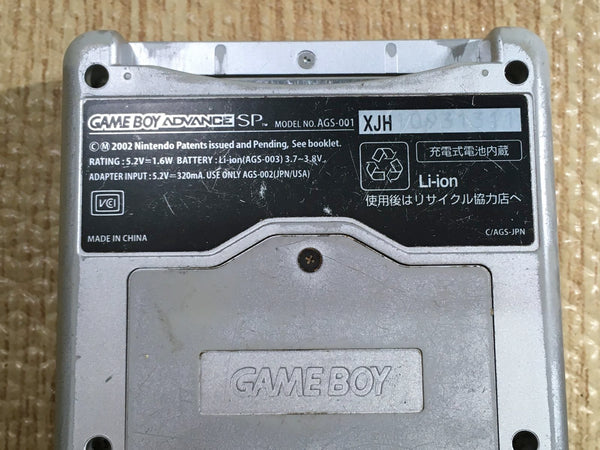 GAME BOY ADVANCE SP™ MODEL NO. AGS-001 XJH
©Ⓜ 2002 Nintendo Patents issued and Pending, See booklet.
RATING : 5.2V⎓1.6W BATTERY : Li-ion(AGS-003) 3.7~3.8V
ADAPTER INPUT : 5.2V⎓320mA. USE ONLY AGS-002(JPN/USA)
VCI
MADE IN CHINA
充電式電池内蔵
Li-ion
使用後はリサイクル協力店へ
C/AGS-JPN
GAME BOY